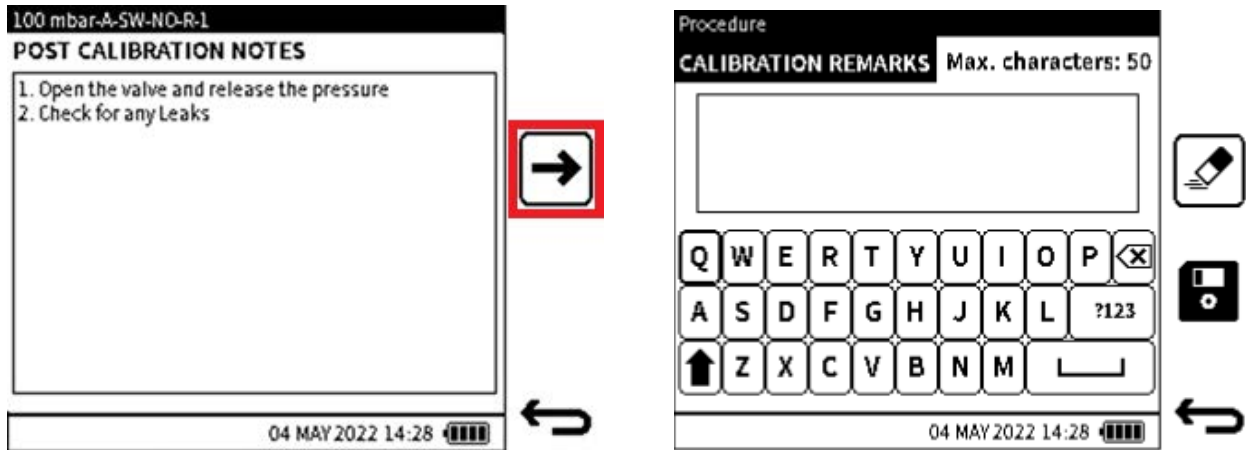 100 mbar-A-SW-NO-R-1
POST CALIBRATION NOTES
1. Open the valve and release the pressure
2. Check for any Leaks
04 MAY 2022 14:28
Procedure
CALIBRATION REMARKS Max. characters: 50
Q W E R T Y U I O P
A S D F G H J K L ?123
Z X C V B N M
04 MAY 2022 14:28